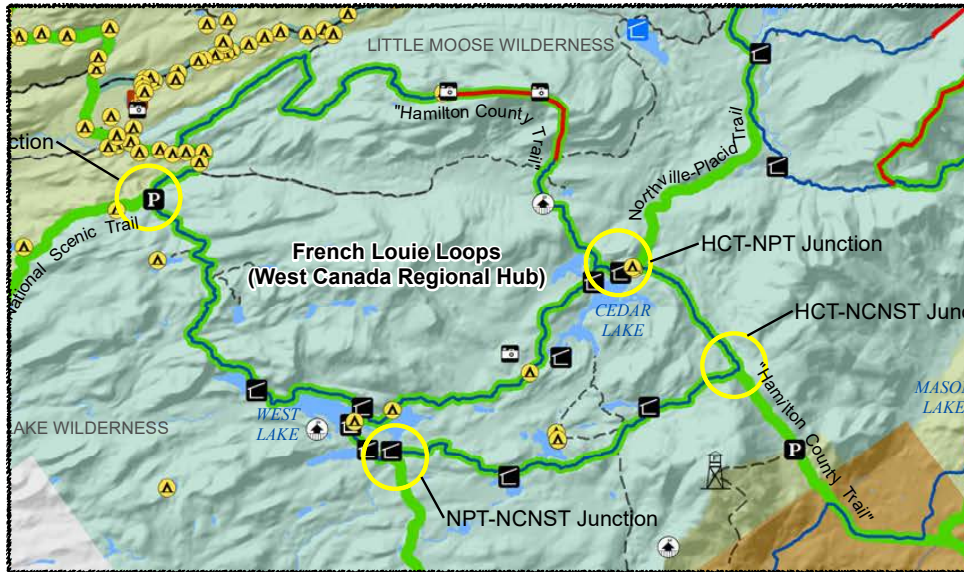 LITTLE MOOSE WILDERNESS
"Hamilton County Trail"
Northville-Placid Trail
ction
P
National Scenic Trail
French Louie Loops
(West Canada Regional Hub)
HCT-NPT Junction
CEDAR
LAKE
HCT-NCNST Junc
"Hamilton County Trail"
MASON
LAKE
WEST
LAKE
AKE WILDERNESS
P
NPT-NCNST Junction